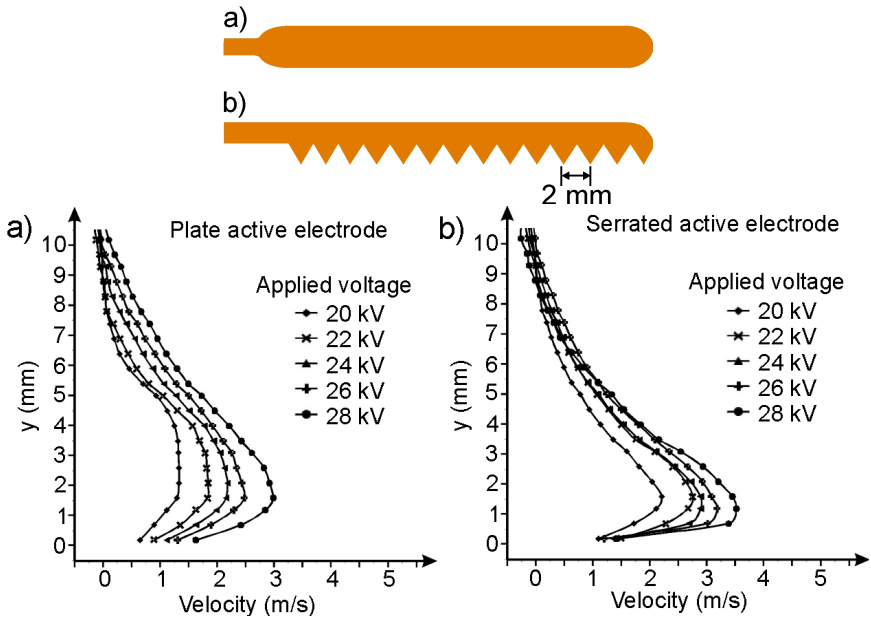 a)
b)
2 mm
a)
Plate active electrode
Applied voltage
20 kV
22 kV
24 kV
26 kV
28 kV
y (mm)
10
9
8
7
6
5
4
3
2
1
0
0 1 2 3 4 5
Velocity (m/s)
b)
Serrated active electrode
Applied voltage
20 kV
22 kV
24 kV
26 kV
28 kV
y (mm)
10
9
8
7
6
5
4
3
2
1
0
0 1 2 3 4 5
Velocity (m/s)